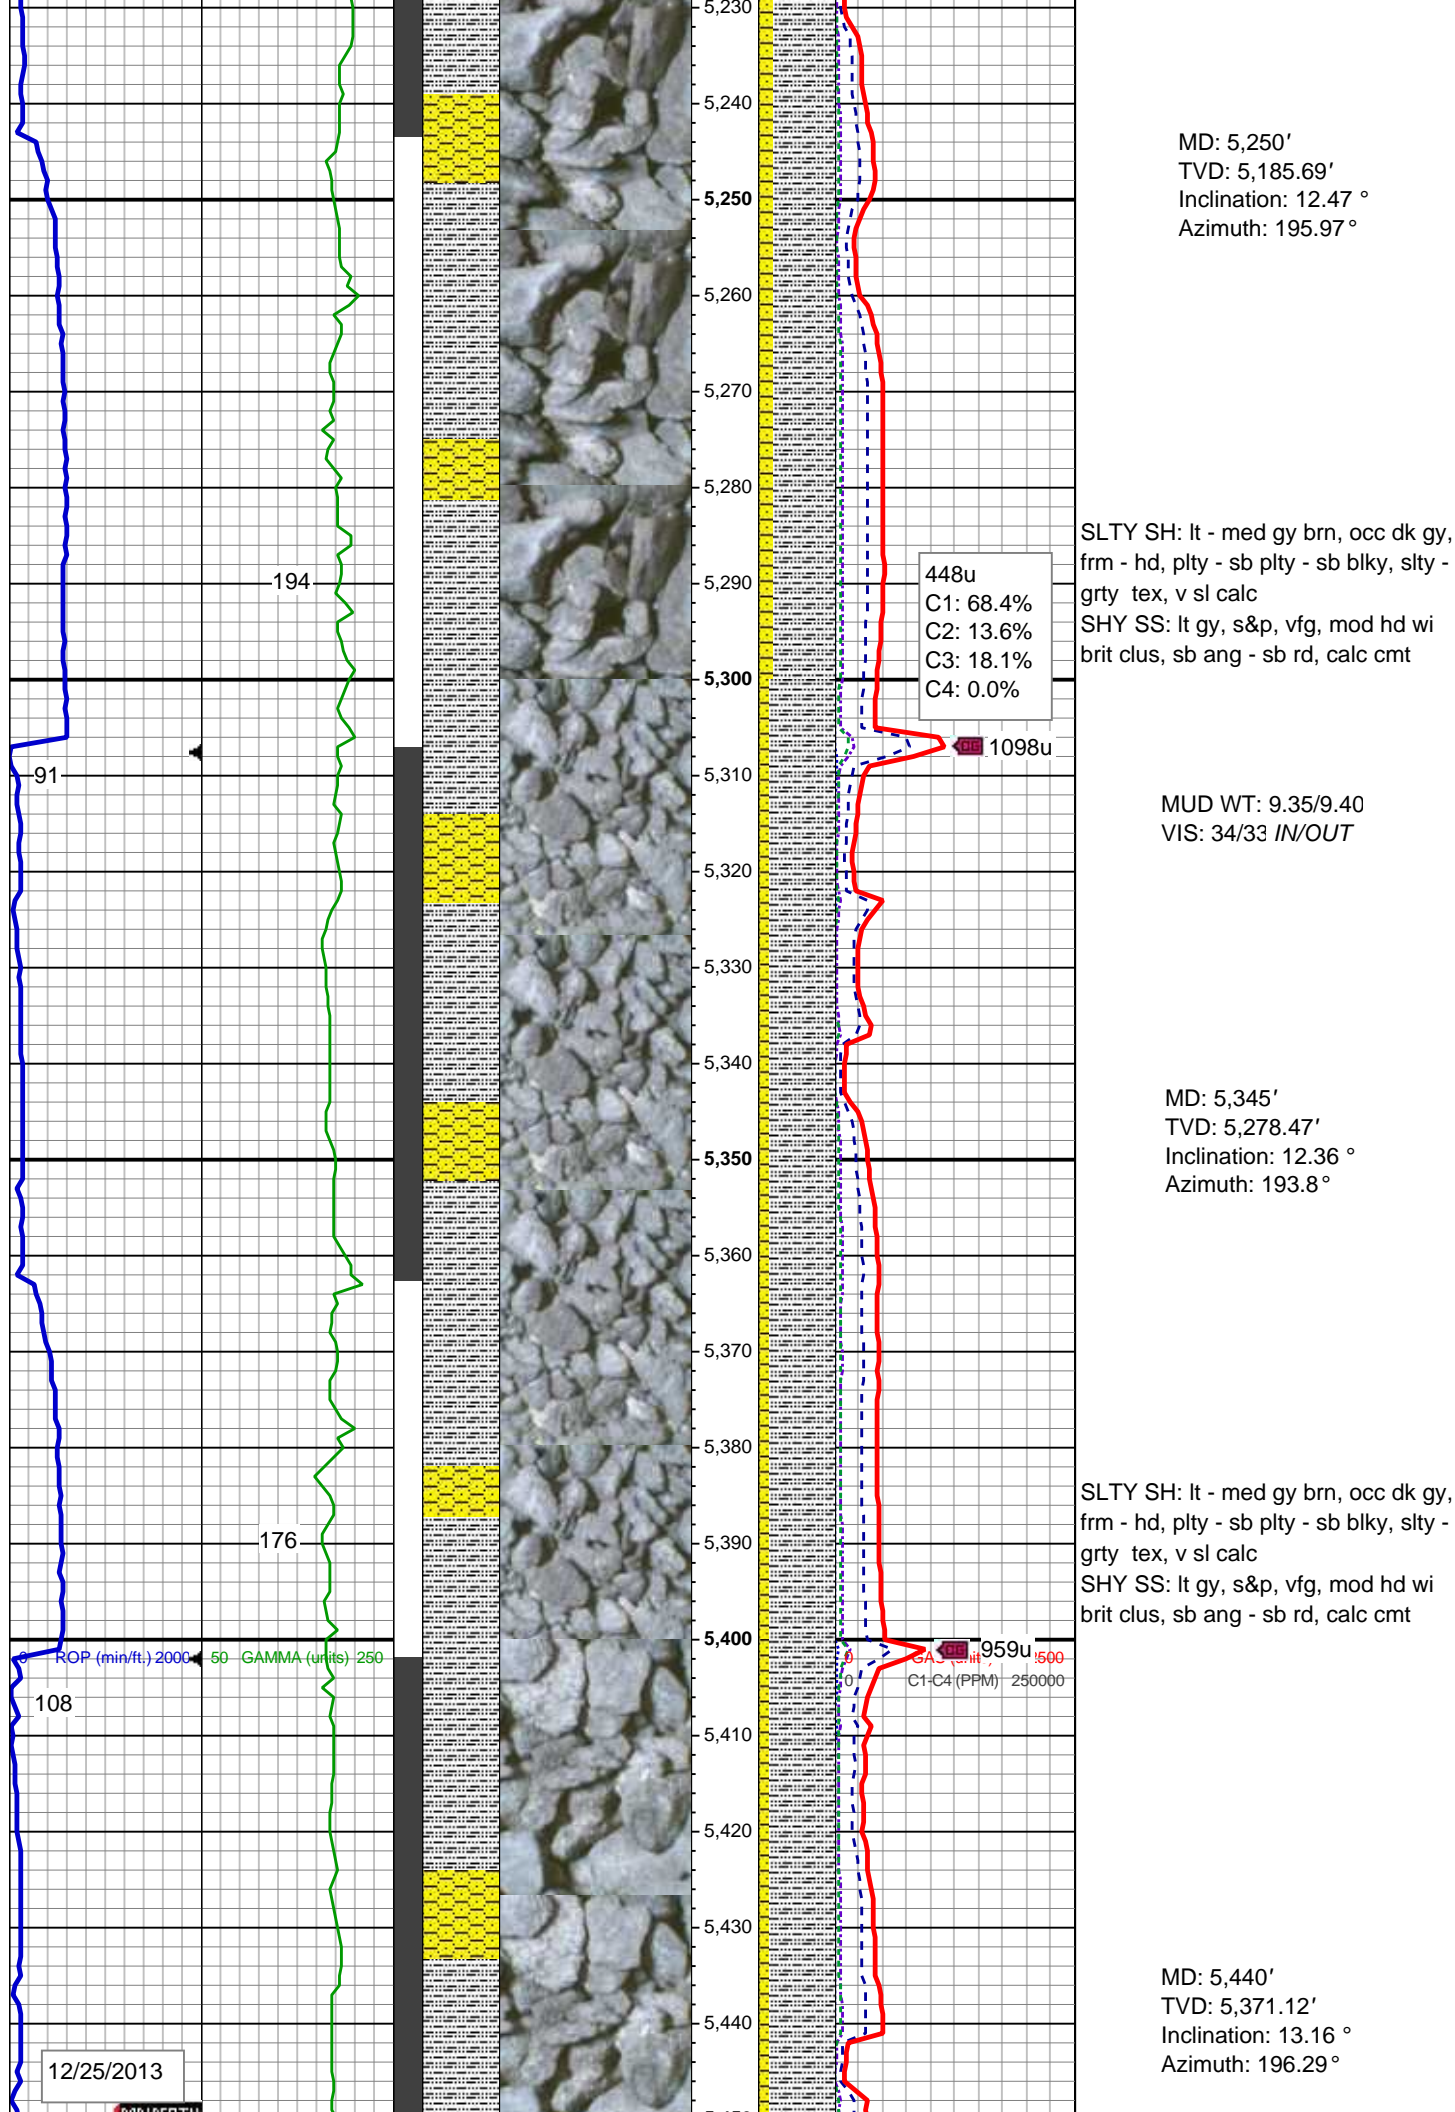 5,230
5,240
MD: 5,250'
TVD: 5,185.69'
Inclination: 12.47 °
Azimuth: 195.97°
5,250
5,260
5,270
5,280
SLTY SH: lt - med gy brn, occ dk gy,
frm - hd, plty - sb plty - sb blky, slty -
grty tex, v sl calc
SHY SS: lt gy, s&p, vfg, mod hd wi
brit clus, sb ang - sb rd, calc cmt
194
5,290
448u
C1: 68.4%
C2: 13.6%
C3: 18.1%
C4: 0.0%
5,300
CG 1098u
91
5,310
MUD WT: 9.35/9.40
VIS: 34/33 IN/OUT
5,320
5,330
5,340
MD: 5,345'
TVD: 5,278.47'
Inclination: 12.36 °
Azimuth: 193.8°
5,350
5,360
5,370
5,380
SLTY SH: lt - med gy brn, occ dk gy,
frm - hd, plty - sb plty - sb blky, slty -
grty tex, v sl calc
SHY SS: lt gy, s&p, vfg, mod hd wi
brit clus, sb ang - sb rd, calc cmt
176
5,390
5,400
CG 959u
0 ROP (min/ft.) 2000 50 GAMMA (units) 250
0
0 C1-C4 (PPM) 250000
108
5,410
5,420
5,430
5,440
MD: 5,440'
TVD: 5,371.12'
Inclination: 13.16 °
Azimuth: 196.29°
12/25/2013